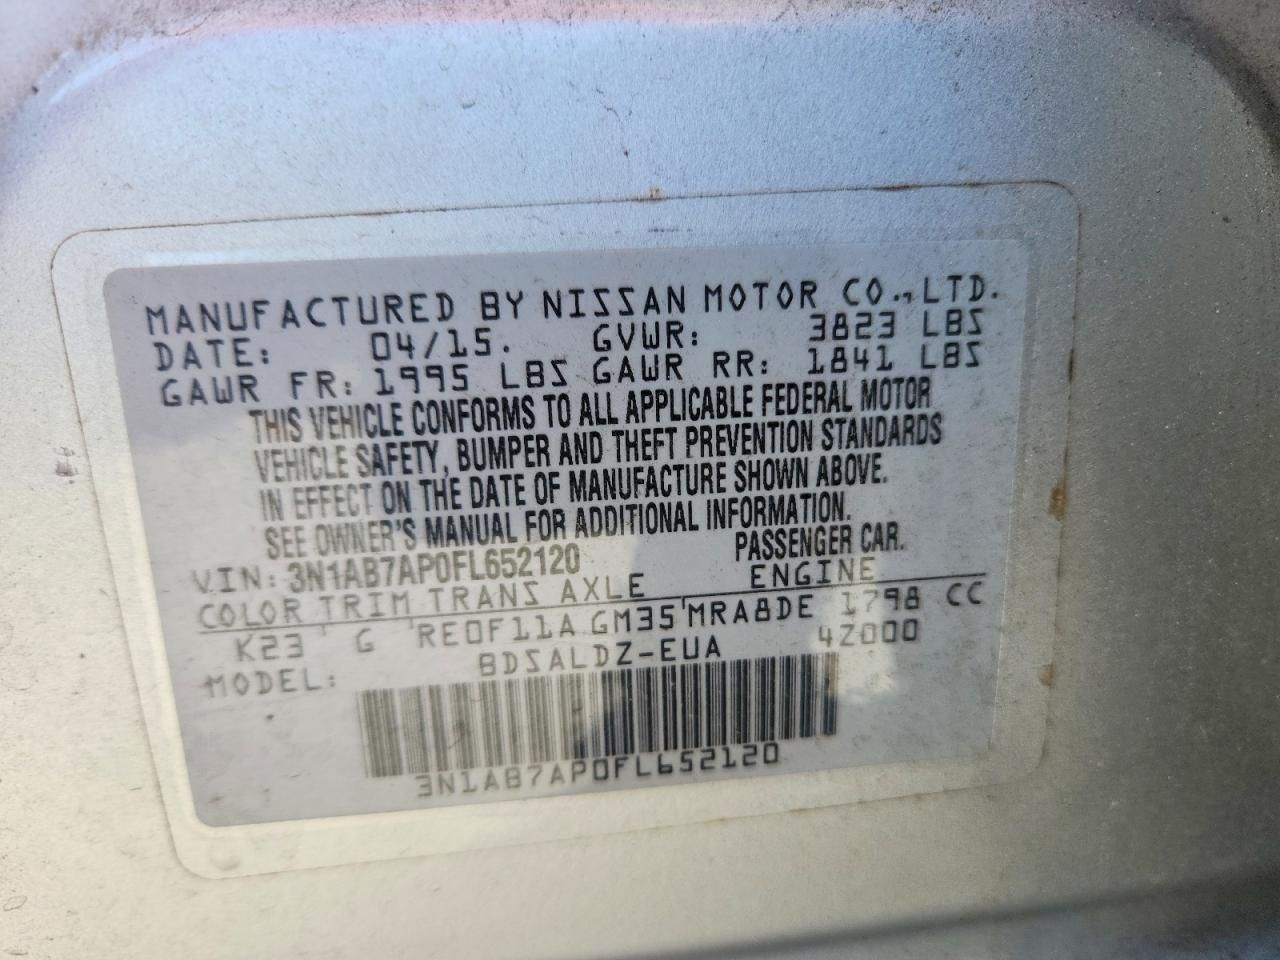 MANUFACTURED BY NISSAN MOTOR CO., LTD.
DATE: 04/15. GVWR: 3823 LBS
GAWR FR: 1995 LBS GAWR RR: 1841 LBS
THIS VEHICLE CONFORMS TO ALL APPLICABLE FEDERAL MOTOR
VEHICLE SAFETY, BUMPER AND THEFT PREVENTION STANDARDS
IN EFFECT ON THE DATE OF MANUFACTURE SHOWN ABOVE.
SEE OWNER'S MANUAL FOR ADDITIONAL INFORMATION.
VIN: 3N1AB7AP0FL652120 PASSENGER CAR.
COLOR TRIM TRANS AXLE ENGINE
K23 G RE0F11A GM35 MRA8DE 1798 CC
MODEL: BDSALDZ-EUA 4Z000
3N1AB7AP0FL652120